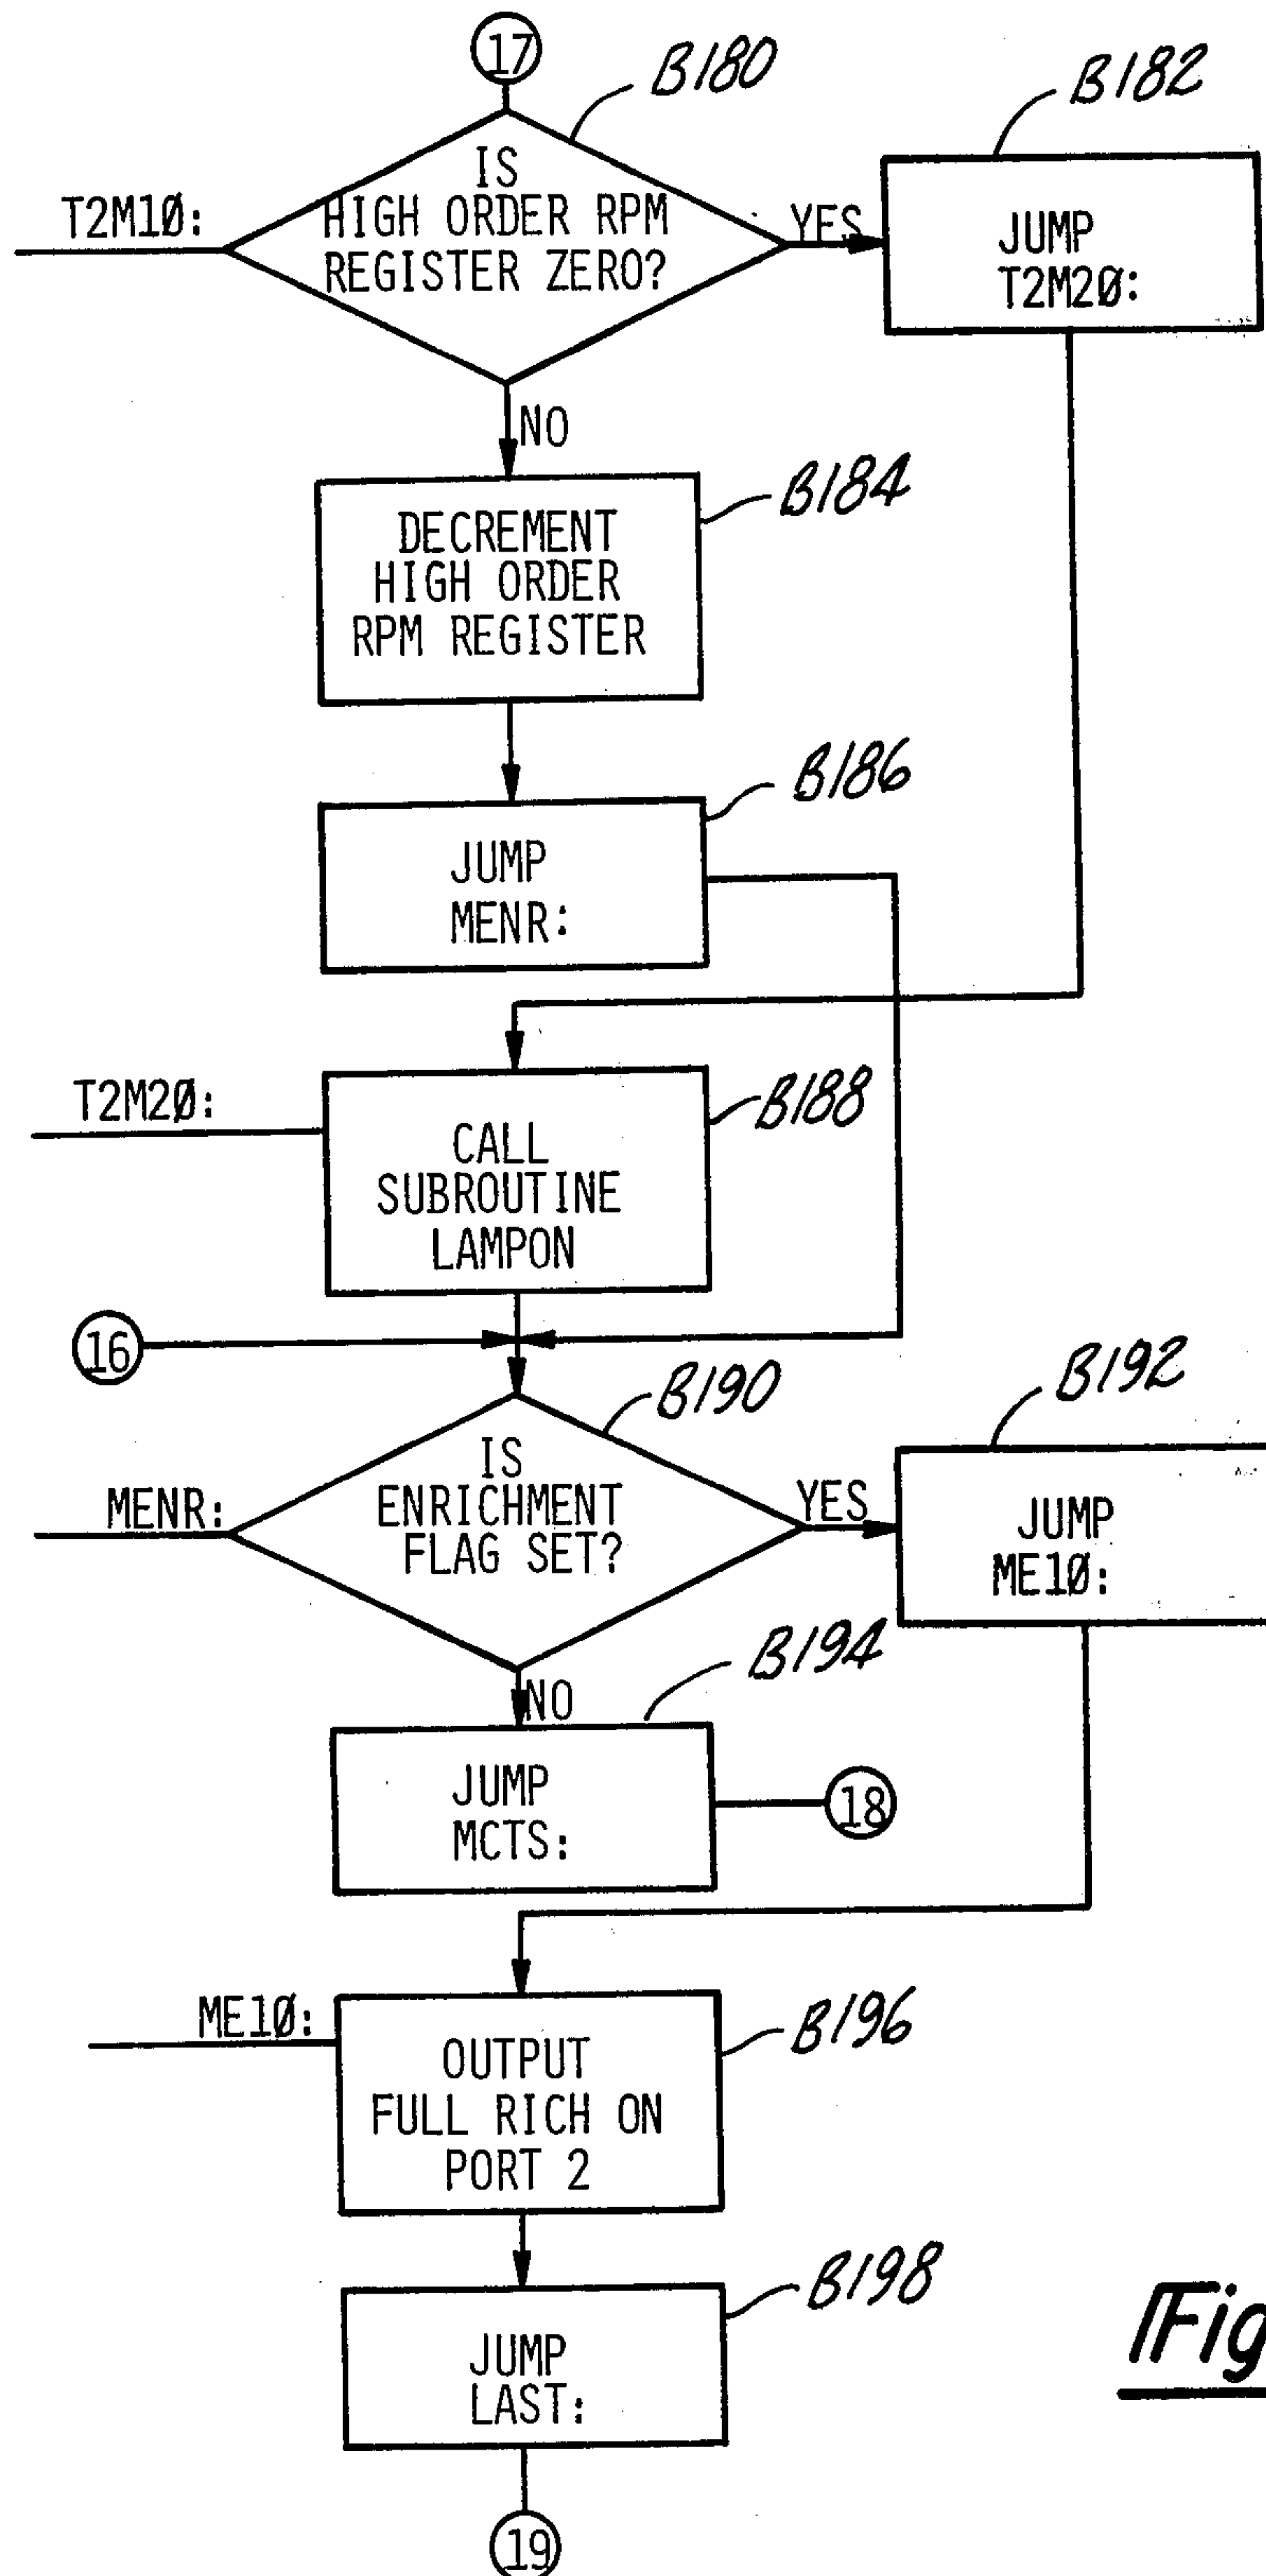 17
B180
B182
T2M1Ø:
IS
HIGH ORDER RPM
REGISTER ZERO?
YES
JUMP
T2M2Ø:
NO
B184
DECREMENT
HIGH ORDER
RPM REGISTER
B186
JUMP
MENR:
T2M2Ø:
B188
CALL
SUBROUTINE
LAMPON
16
B190
B192
MENR:
IS
ENRICHMENT
FLAG SET?
YES
JUMP
ME1Ø:
NO
B194
JUMP
MCTS:
18
ME1Ø:
B196
OUTPUT
FULL RICH ON
PORT 2
B198
JUMP
LAST:
Fig
19